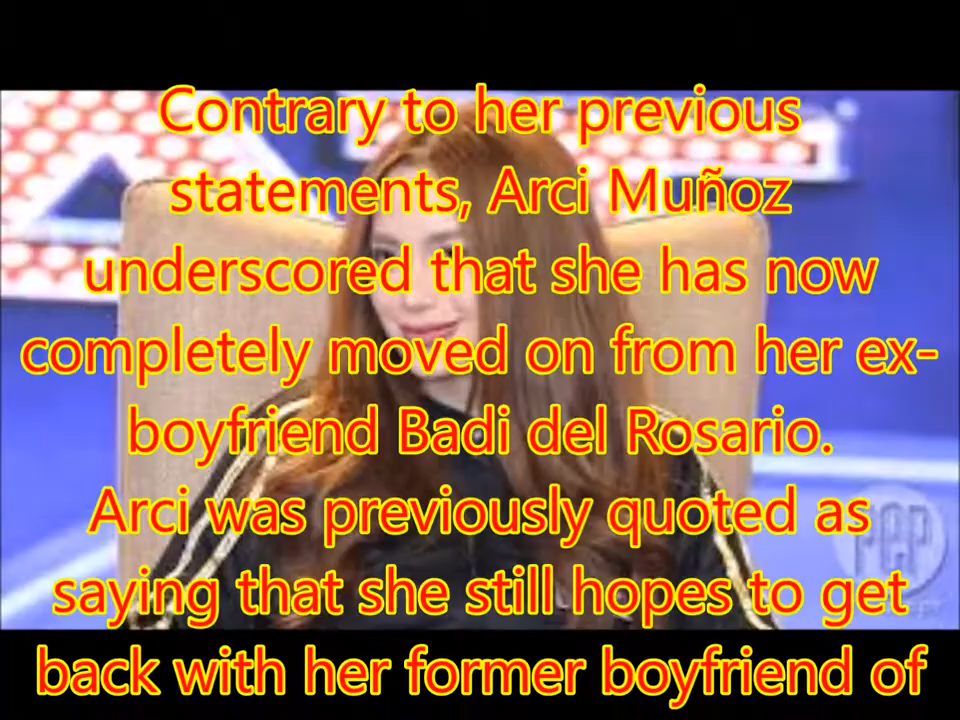 Contrary to her previous
statements, Arci Muñoz
underscored that she has now
completely moved on from her ex-
boyfriend Badi del Rosario.
Arci was previously quoted as
saying that she still hopes to get
back with her former boyfriend of
PEP